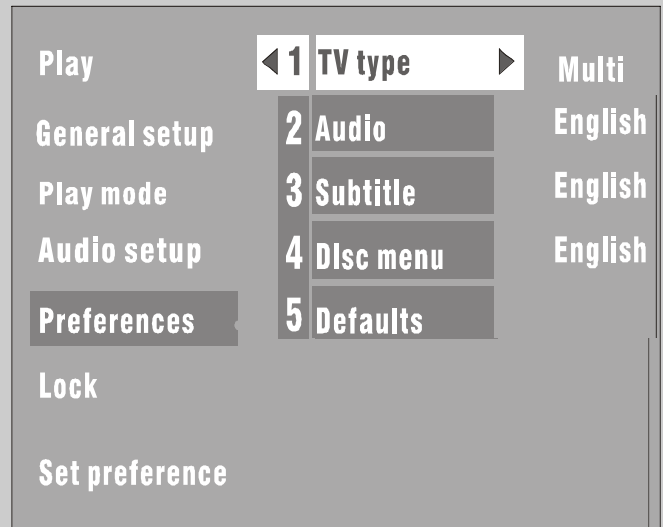 Play 1 TV type Multi
General setup 2 Audio English
Play mode 3 Subtitle English
Audio setup 4 DIsc menu English
Preferences 5 Defaults
Lock
Set preference